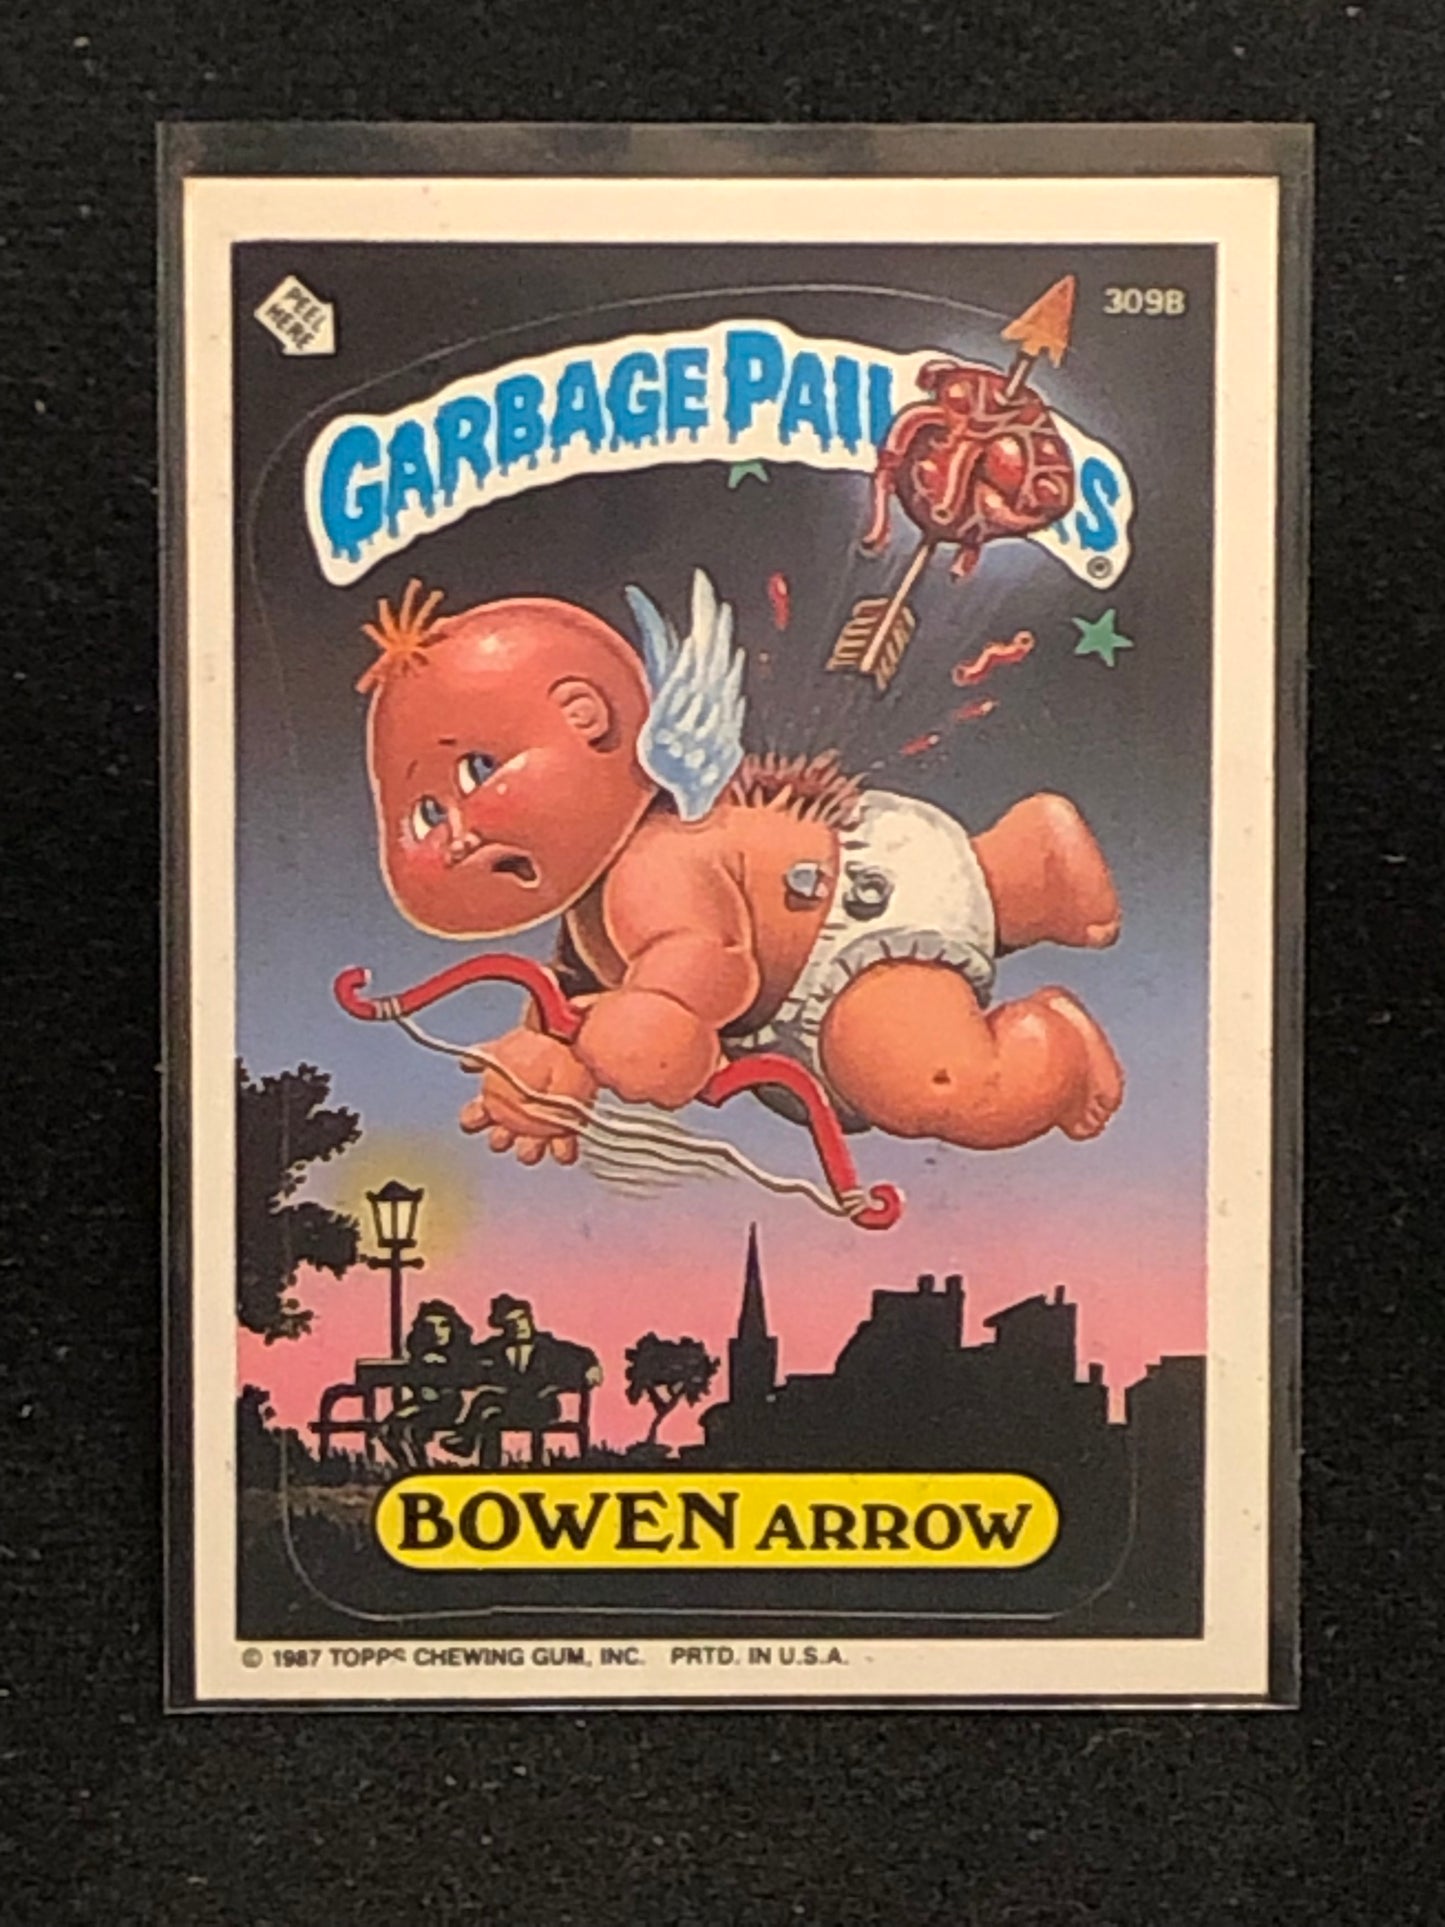 PEEL
HERE
309B
GARBAGE PAIL S
®
BOWEN ARROW
© 1987 TOPPS CHEWING GUM, INC. PRTD. IN U.S.A.